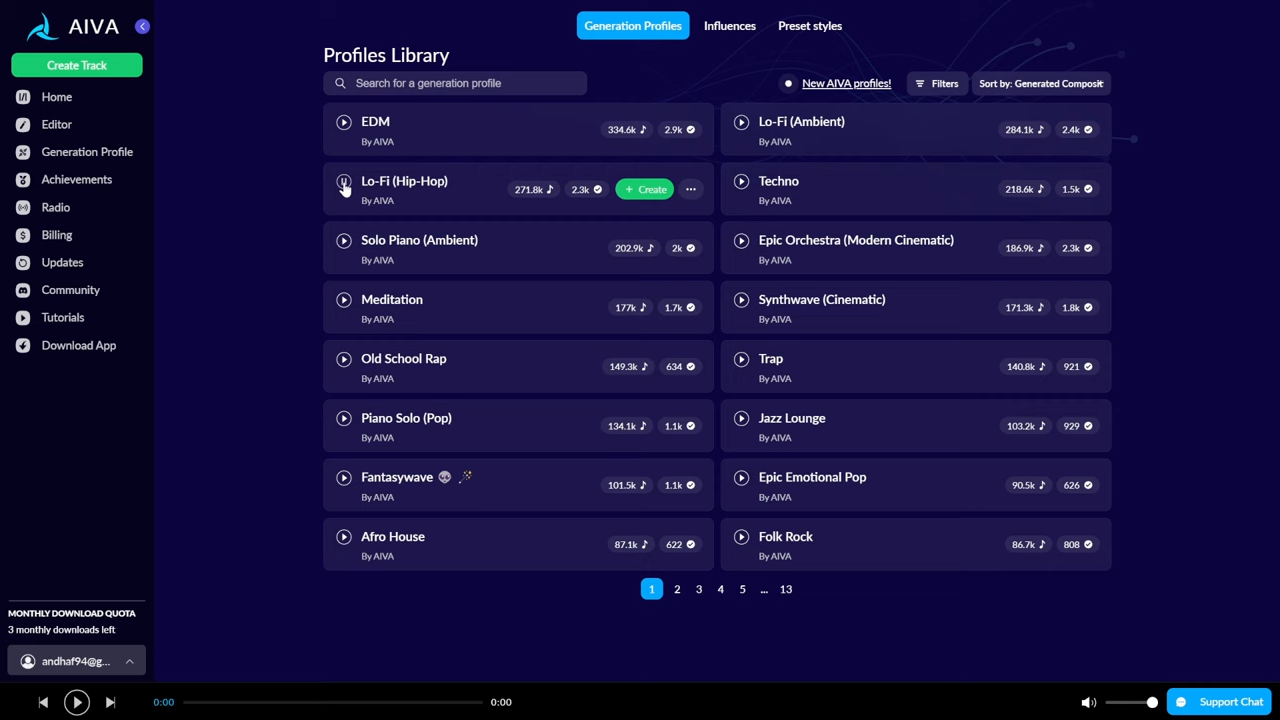 AIVA
Create Track
Home
Editor
Generation Profile
Achievements
Radio
Billing
Updates
Community
Tutorials
Download App
MONTHLY DOWNLOAD QUOTA
3 monthly downloads left
andhaf94@g...
Generation Profiles
Influences
Preset styles
Profiles Library
Search for a generation profile
New AIVA profiles!
Filters
Sort by: Generated Composit
EDM
By AIVA
334.6k
2.9k
Lo-Fi (Ambient)
By AIVA
284.1k
2.4k
Lo-Fi (Hip-Hop)
By AIVA
271.8k
2.3k
+ Create
...
Techno
By AIVA
218.6k
1.5k
Solo Piano (Ambient)
By AIVA
202.9k
2k
Epic Orchestra (Modern Cinematic)
By AIVA
186.9k
2.3k
Meditation
By AIVA
177k
1.7k
Synthwave (Cinematic)
By AIVA
171.3k
1.8k
Old School Rap
By AIVA
149.3k
634
Trap
By AIVA
140.8k
921
Piano Solo (Pop)
By AIVA
134.1k
1.1k
Jazz Lounge
By AIVA
103.2k
929
Fantasywave
By AIVA
101.5k
1.1k
Epic Emotional Pop
By AIVA
90.5k
626
Afro House
By AIVA
87.1k
622
Folk Rock
By AIVA
86.7k
808
1 2 3 4 5 ... 13
0:00
0:00
Support Chat